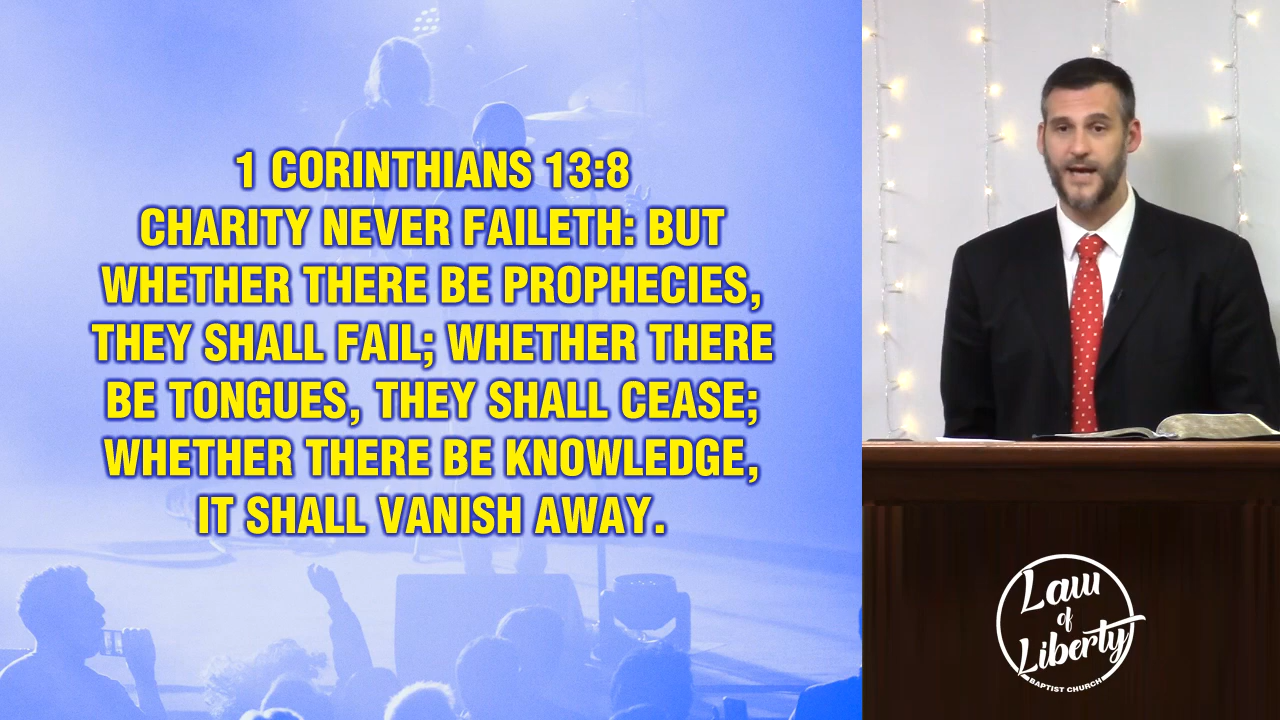 1 CORINTHIANS 13:8
CHARITY NEVER FAILETH: BUT
WHETHER THERE BE PROPHECIES,
THEY SHALL FAIL; WHETHER THERE
BE TONGUES, THEY SHALL CEASE;
WHETHER THERE BE KNOWLEDGE,
IT SHALL VANISH AWAY.
Law
of
Liberty
BAPTIST CHURCH